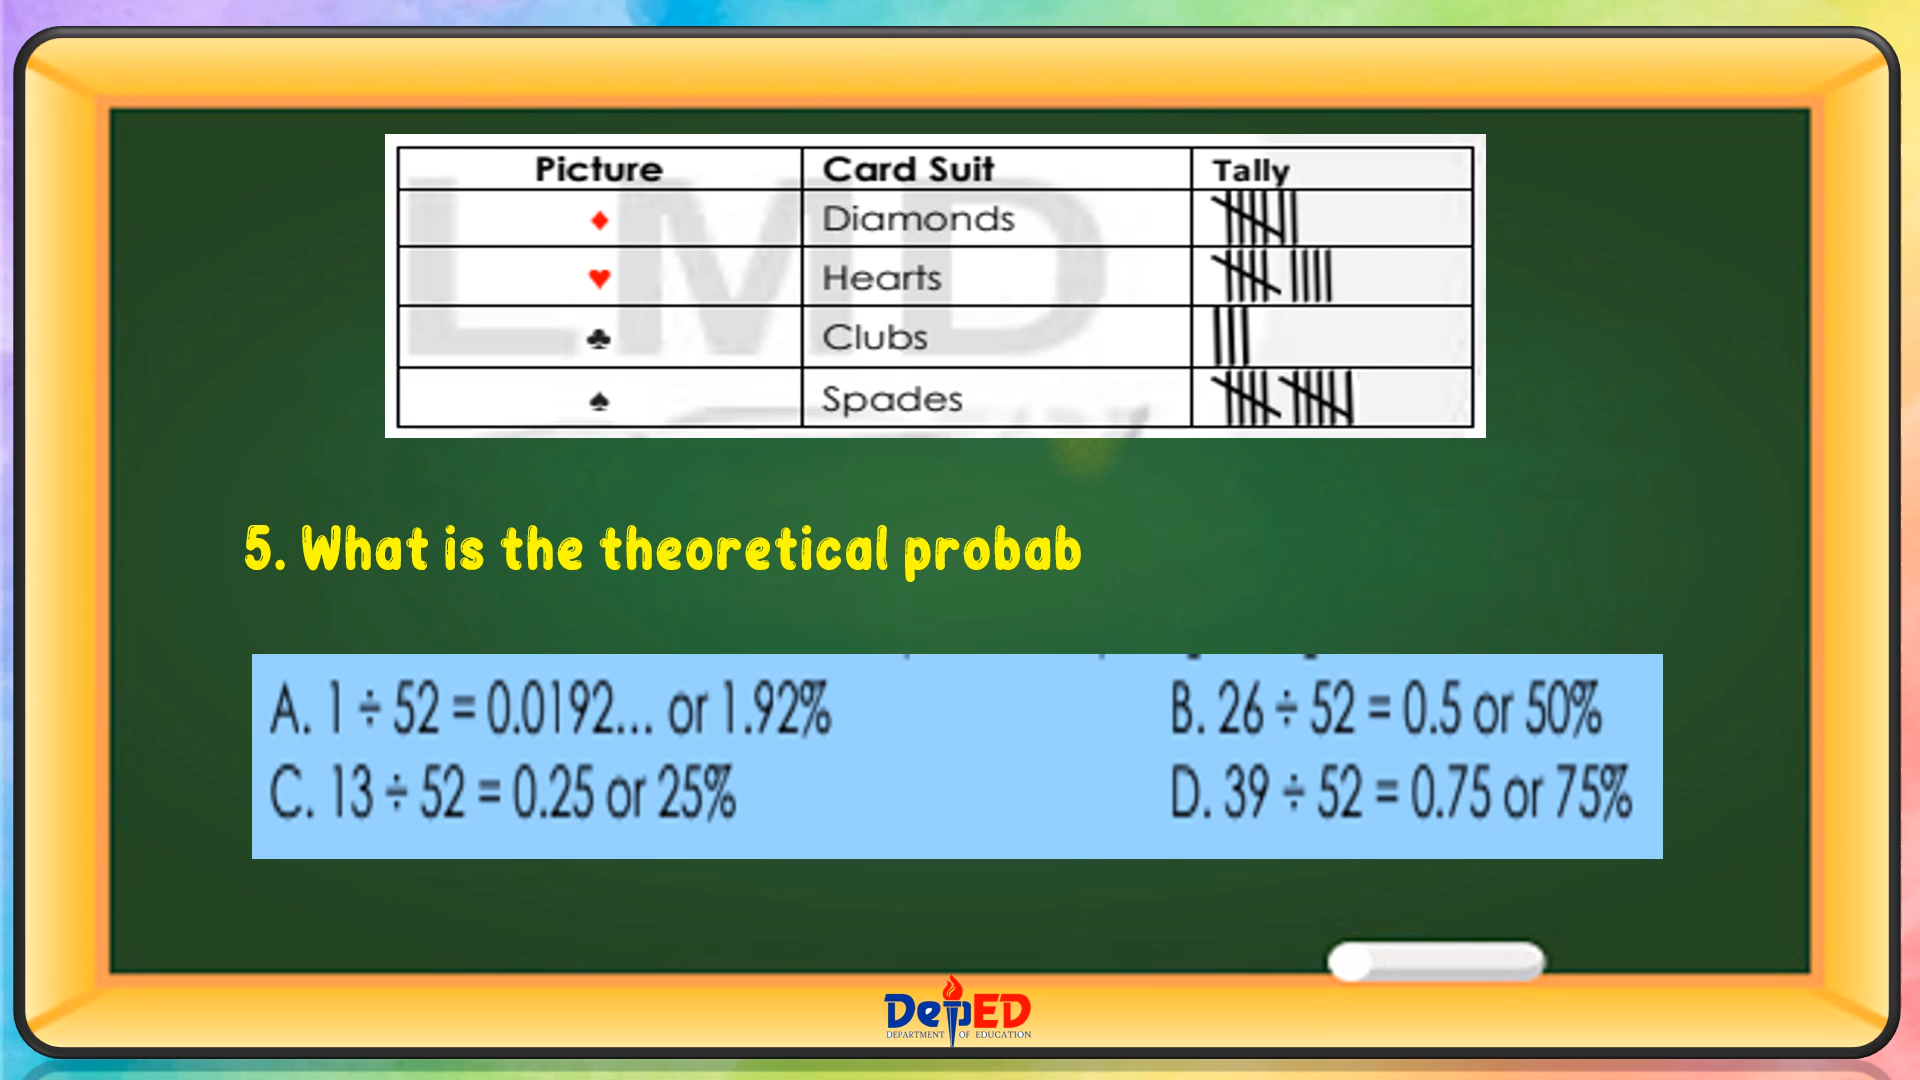 Picture Card Suit Tally
♦ Diamonds
♥ Hearts
♣ Clubs
♠ Spades
LMD
5. What is the theoretical probab
A. 1 ÷ 52 = 0.0192... or 1.92% B. 26 ÷ 52 = 0.5 or 50%
C. 13 ÷ 52 = 0.25 or 25% D. 39 ÷ 52 = 0.75 or 75%
DepED
DEPARTMENT OF EDUCATION